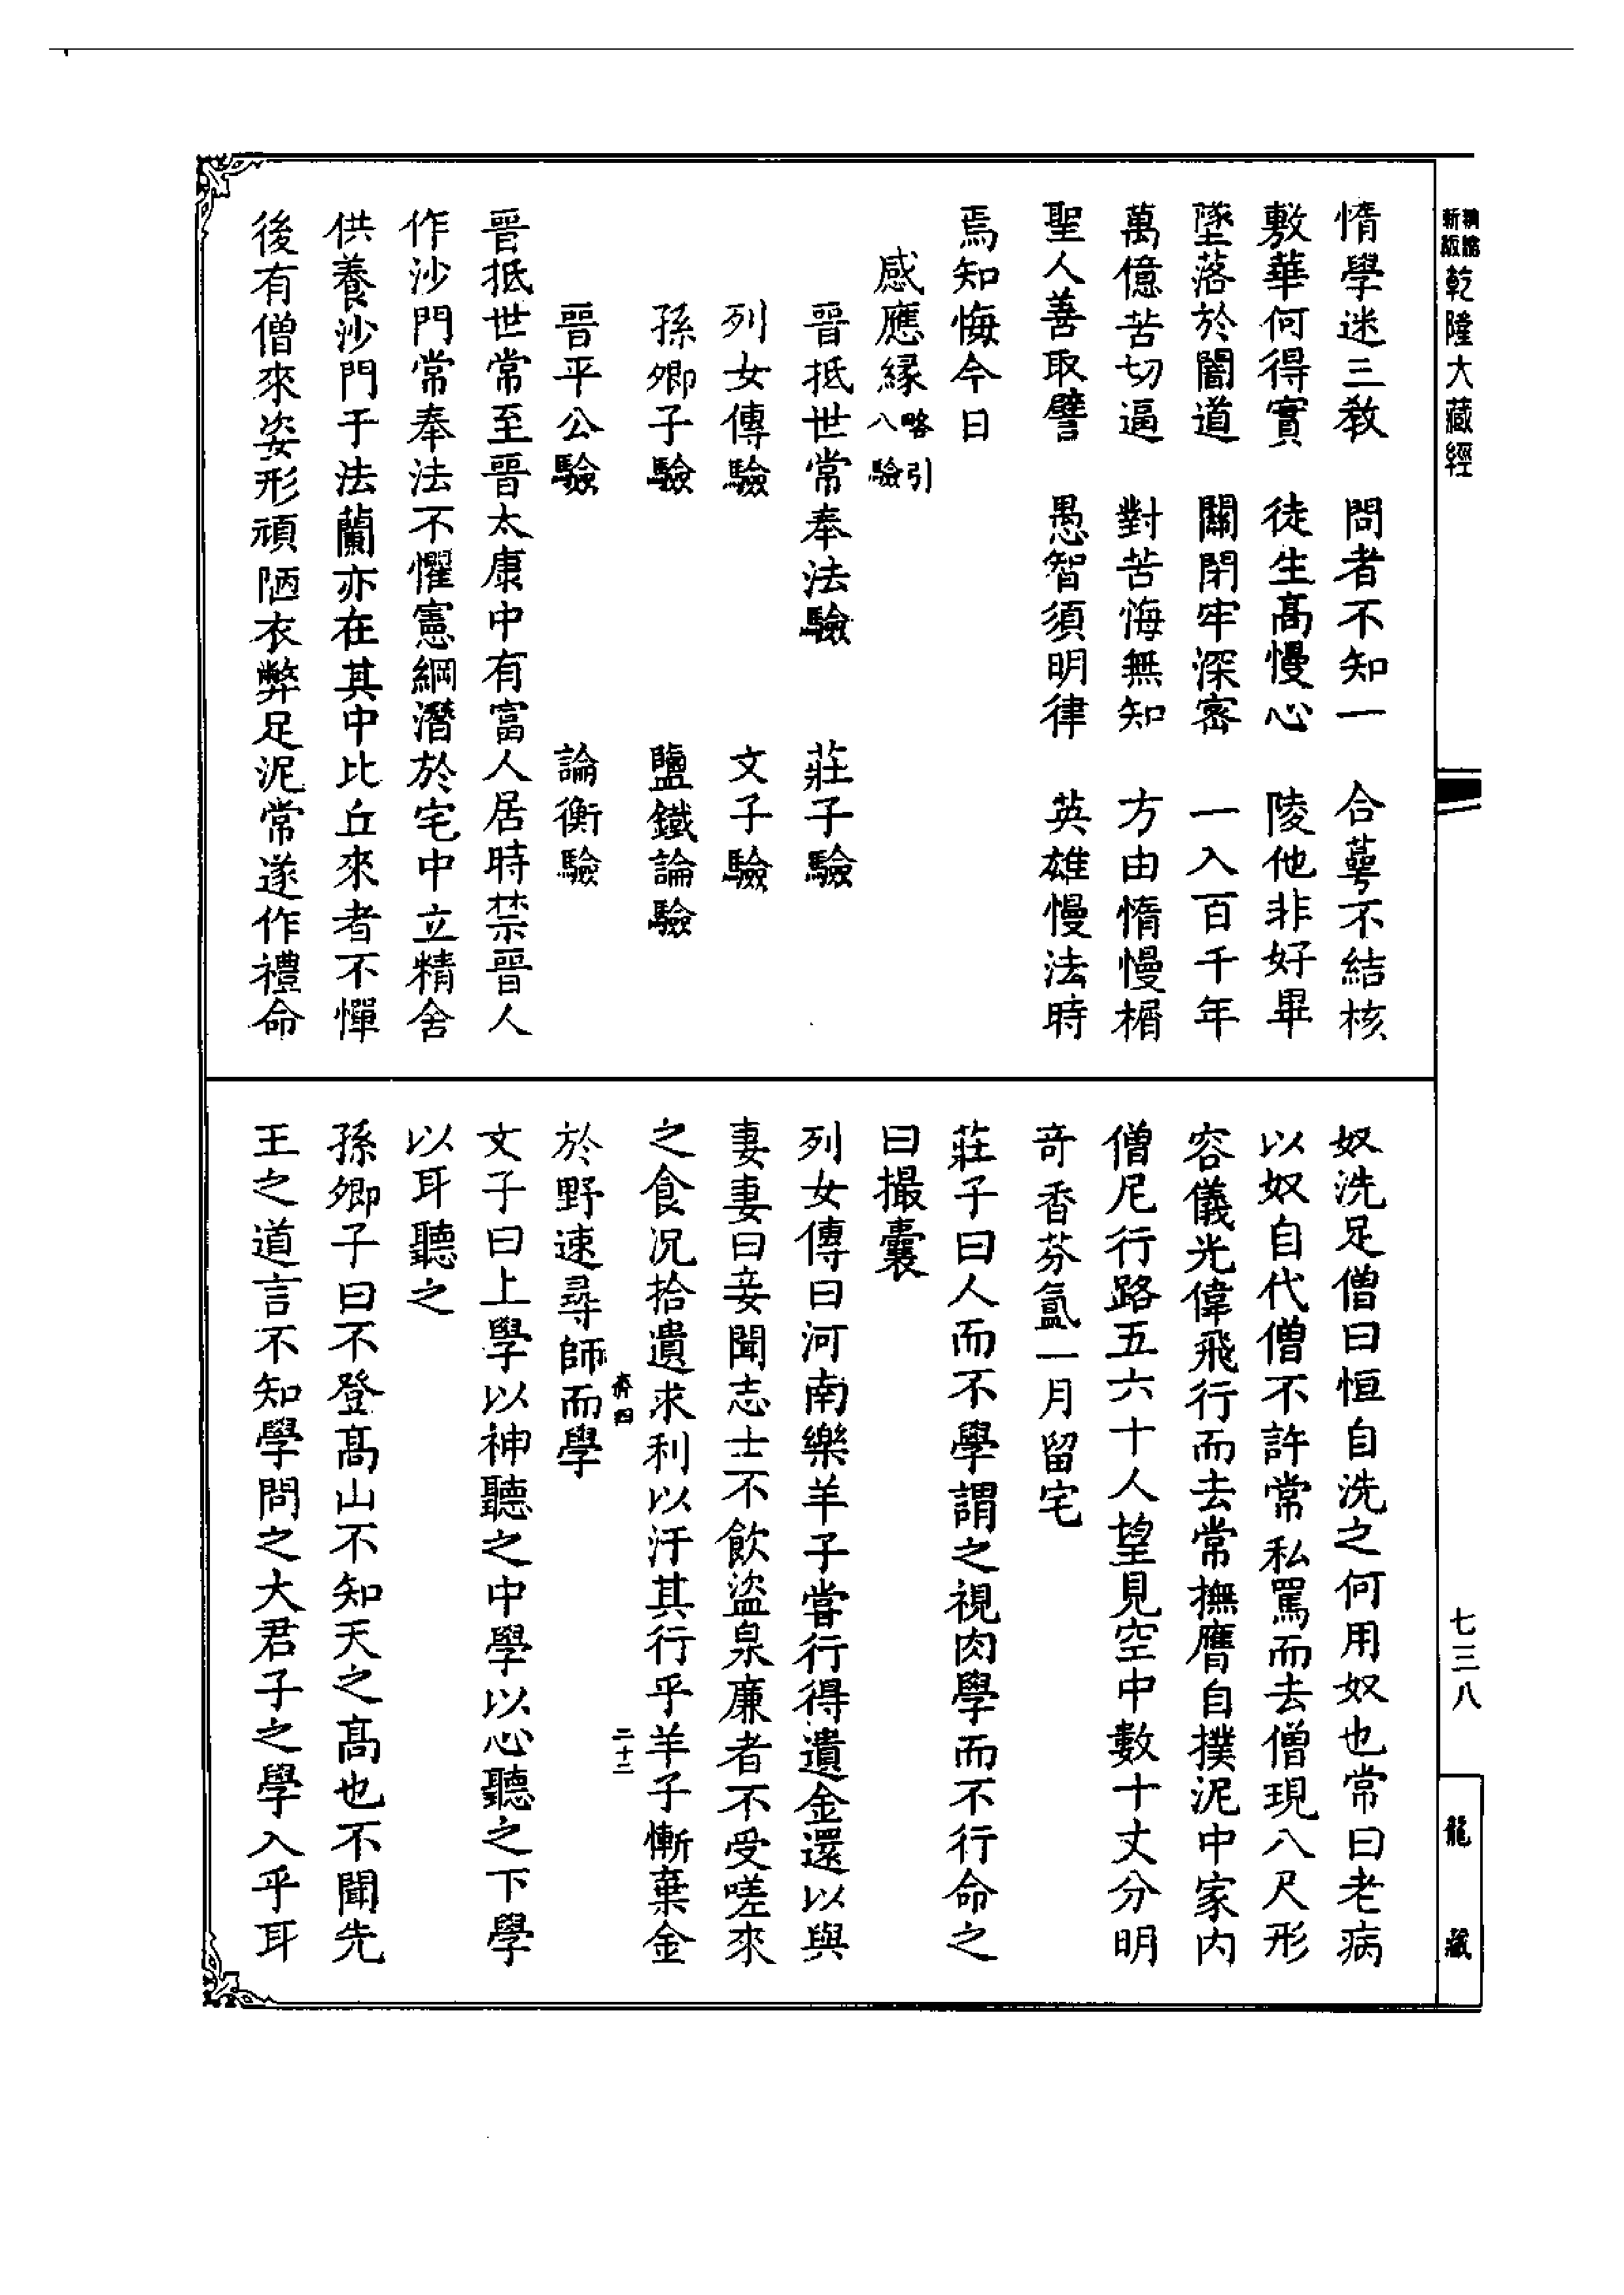 新編
縮版
乾隆大藏經
七三八
龍藏
惰學迷三教　問者不知一　合萼不結核
敷華何得實　徒生高慢心　陵他非好畢
墜落於闇道　關閉牢深密　一入百千年
萬億苦切逼　對苦悔無知　方由惰慢楣
聖人善取譬　愚智須明律　英雄慢法時
焉知悔今日
感應緣略引八驗
晉抵世常奉法驗　莊子驗
列女傳驗　文子驗
孫卿子驗　鹽鐵論驗
晉平公驗　論衡驗
晉抵世常至晉太康中有富人居時禁晉人
作沙門常奉法不懼憲綱潛於宅中立精舍
供養沙門于法蘭亦在其中比丘來者不憚
後有僧來姿形頑陋衣弊足泥常遂作禮命
奴洗足僧曰恒自洗之何用奴也常曰老病
以奴自代僧不許常私罵而去僧現八尺形
容儀光偉飛行而去常撫膺自撲泥中家內
僧尼行路五六十人望見空中數十丈分明
奇香芬氳一月留宅
莊子曰人而不學謂之視肉學而不行命之
曰撮囊
列女傳曰河南樂羊子嘗行得遺金還以與
妻妻曰妾聞志士不飲盜泉廉者不受嗟來
之食況拾遺求利以汙其行乎羊子慚棄金
二十二
於野速尋師而學
文子曰上學以神聽之中學以心聽之下學
以耳聽之
孫卿子曰不登高山不知天之高也不聞先
王之道言不知學問之大君子之學入乎耳